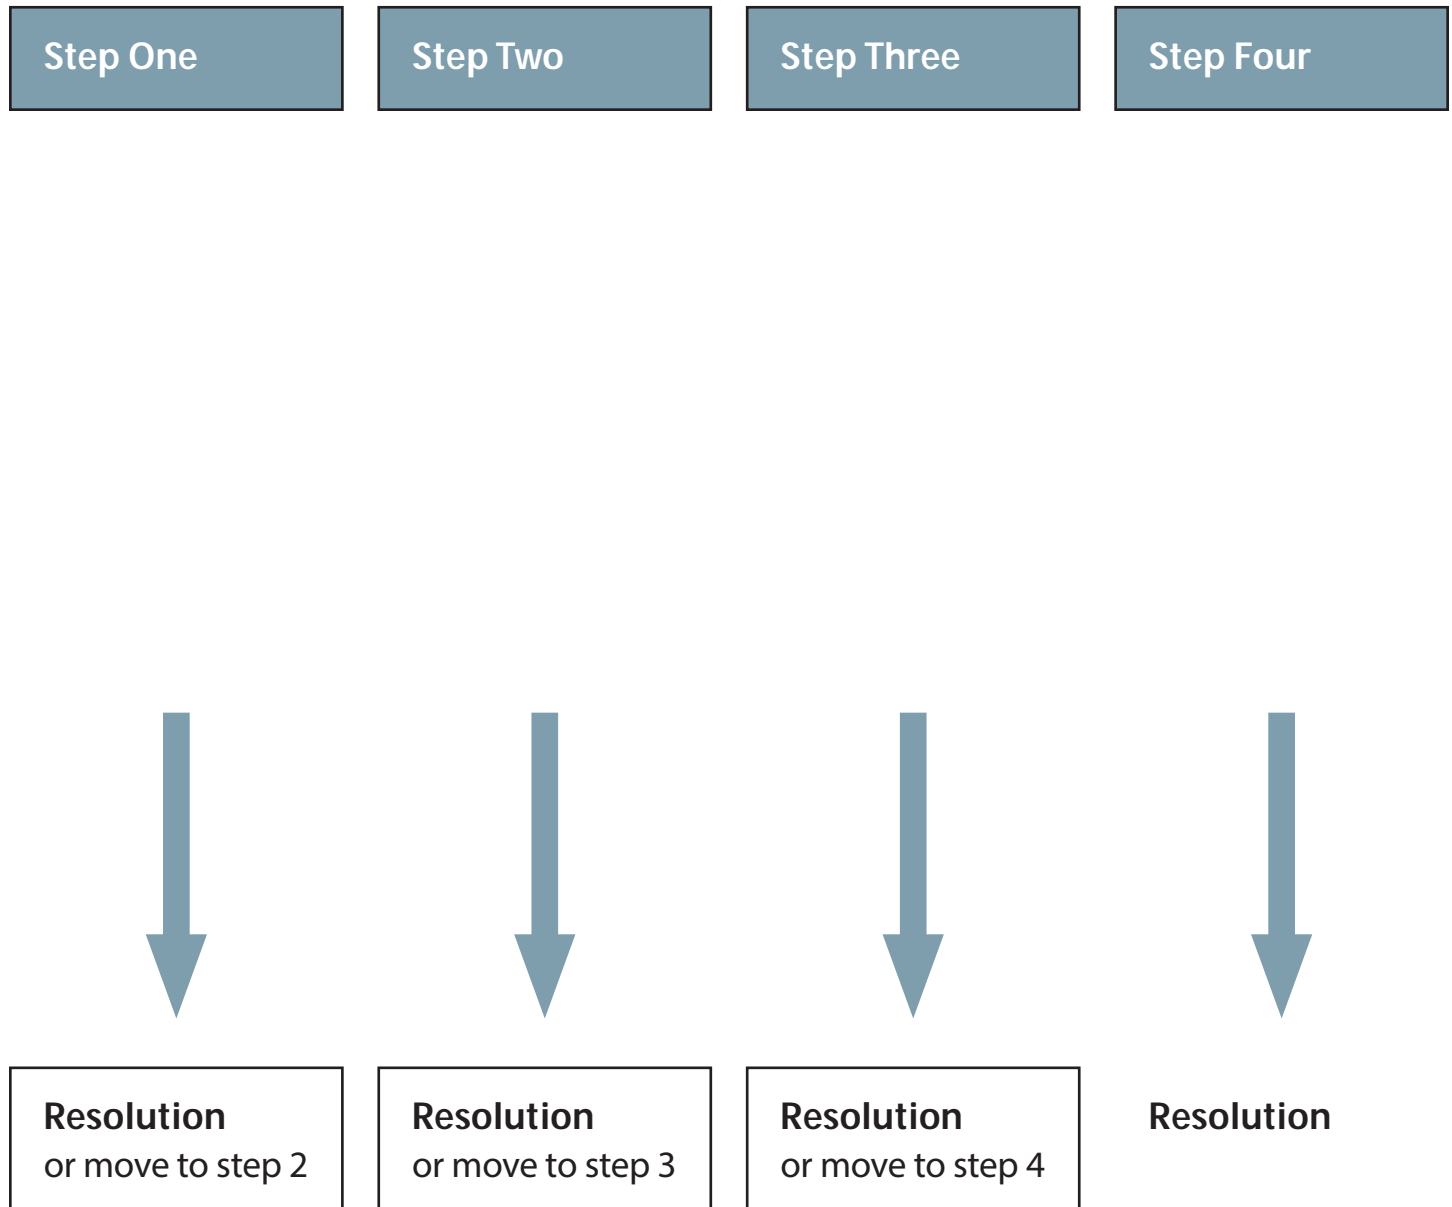 Step One
Step Two
Step Three
Step Four
Resolution
or move to step 2
Resolution
or move to step 3
Resolution
or move to step 4
Resolution